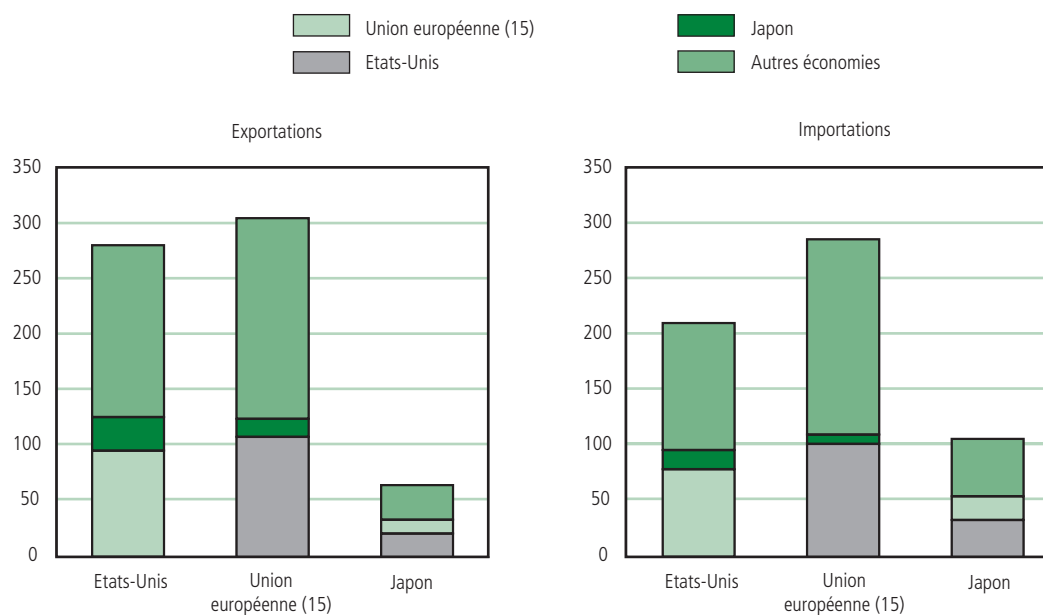 Union européenne (15)
Japon
Etats-Unis
Autres économies
Exportations
350
300
250
200
150
100
50
0
Etats-Unis
Union
européenne (15)
Japon
Importations
350
300
250
200
150
100
50
0
Etats-Unis
Union
européenne (15)
Japon